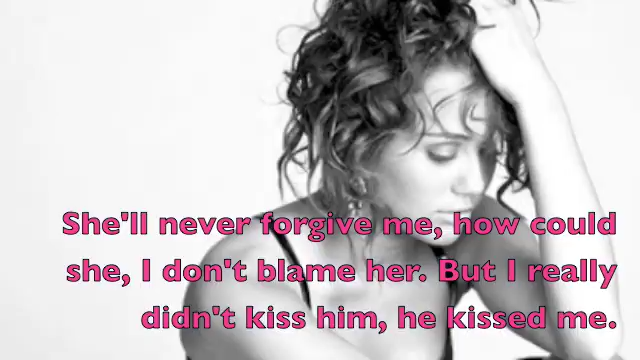 She'll never forgive me, how could
she, I don't blame her. But I really
didn't kiss him, he kissed me.